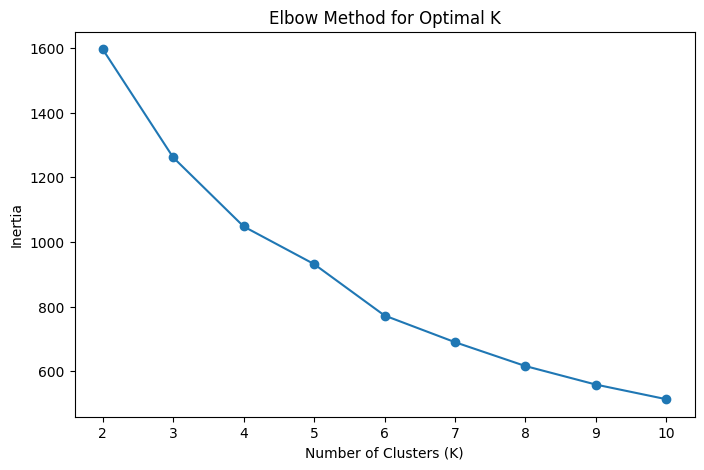 Elbow Method for Optimal K
1600
1400
1200
1000
800
600
Inertia
2 3 4 5 6 7 8 9 10
Number of Clusters (K)